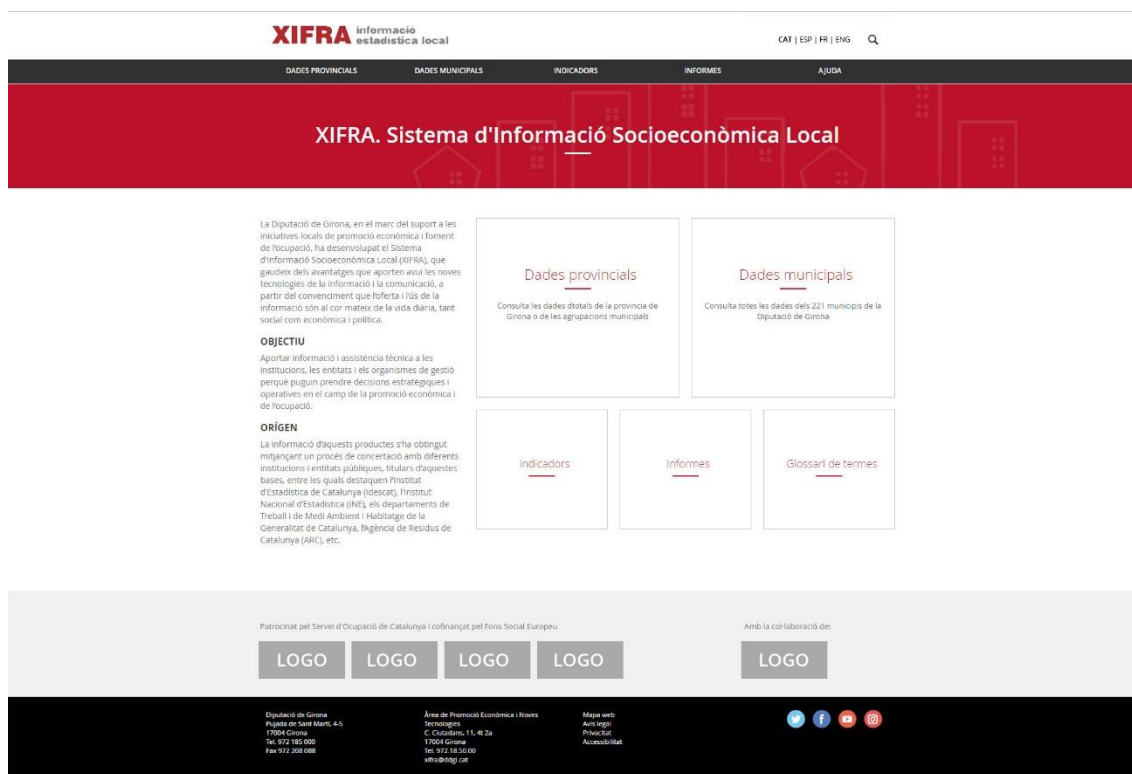 XIFRA informació
estadística local
CAT | ESP | FR | ENG
DADES PROVINCIALS DADES MUNICIPALS INDICADORS INFORMES AJUDA
XIFRA. Sistema d'Informació Socioeconòmica Local
La Diputació de Girona, en el marc del suport a les
iniciatives locals de promoció econòmica i foment
de l'ocupació, ha desenvolupat el Sistema
d'Informació Socioeconòmica Local (XIFRA), que
gaudeix dels avantatges que aporten avui les noves
tecnologies de la informació i la comunicació, a
partir del convenciment que l'oferta i l'ús de la
informació són al cor mateix de la vida diària, tant
social com econòmica i política.
OBJECTIU
Aportar informació i assistència tècnica a les
institucions, les entitats i els organismes de gestió
perquè puguin prendre decisions estratègiques i
operatives en el camp de la promoció econòmica i
de l'ocupació.
ORÍGEN
La informació d'aquests productes s'ha obtingut
mitjançant un procés de concertació amb diferents
institucions i entitats públiques, titulars d'aquestes
bases, entre les quals destaquen l'Institut
d'Estadística de Catalunya (Idescat), l'Institut
Nacional d'Estadística (INE), els departaments de
Treball i de Medi Ambient i Habitatge de la
Generalitat de Catalunya, l'Agència de Residus de
Catalunya (ARC), etc.
Dades provincials
Consulta les dades dtotals de la provincia de
Girona o de les agrupacions municipals
Dades municipals
Consulta totes les dades dels 221 municipis de la
Diputació de Girona
Indicadors
Informes
Glossari de termes
Patrocinat pel Servei d'Ocupació de Catalunya i cofinançat pel Fons Social Europeu
LOGO LOGO LOGO LOGO
Amb la col·laboració de:
LOGO
Diputació de Girona
Pujada de Sant Martí, 4-5
17004 Girona
Tel. 972 185 000
Fax 972 208 088
Àrea de Promoció Econòmica i Noves
Tecnologies
C. Ciutadans, 11, 4t 2a
17004 Girona
Tel. 972.18.50.00
xifra@ddgi.cat
Mapa web
Avís legal
Privacitat
Accessibilitat